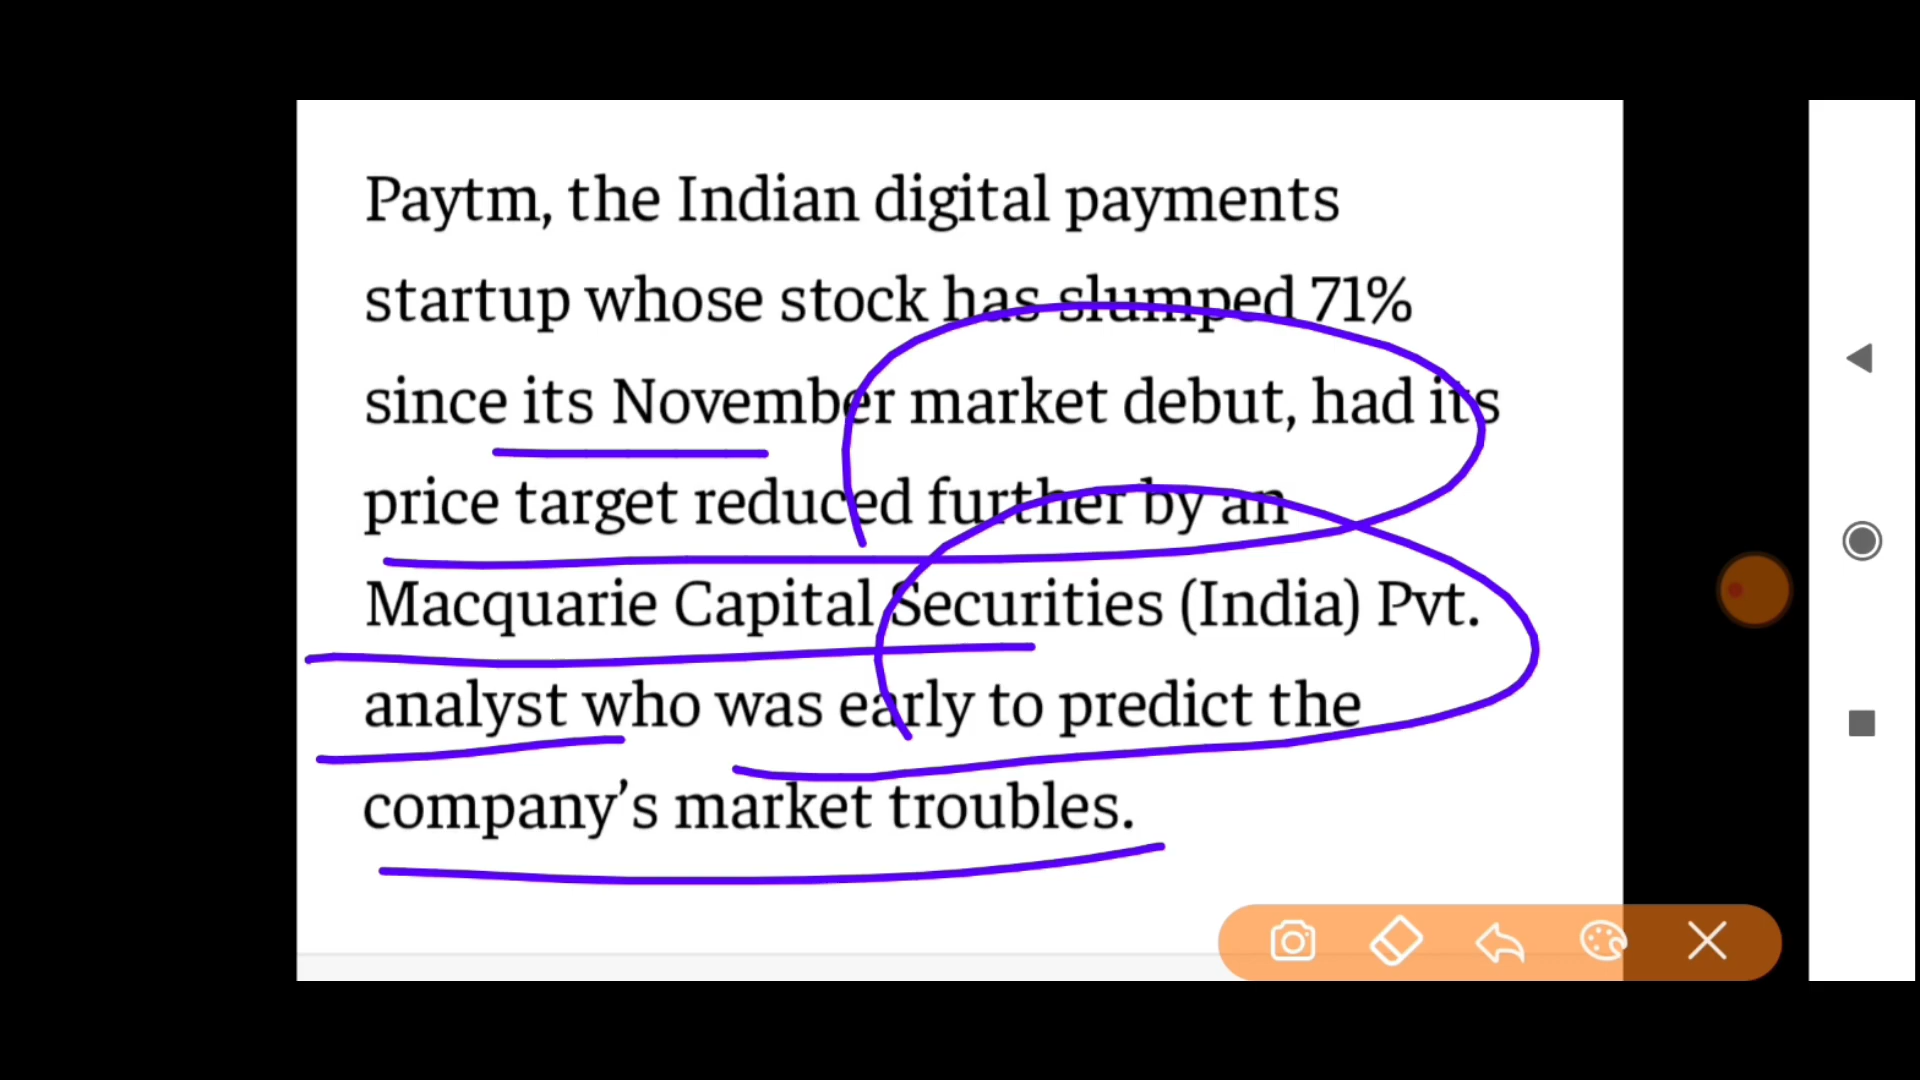 Paytm, the Indian digital payments
startup whose stock has slumped 71%
since its November market debut, had its
price target reduced further by an
Macquarie Capital Securities (India) Pvt.
analyst who was early to predict the
company’s market troubles.